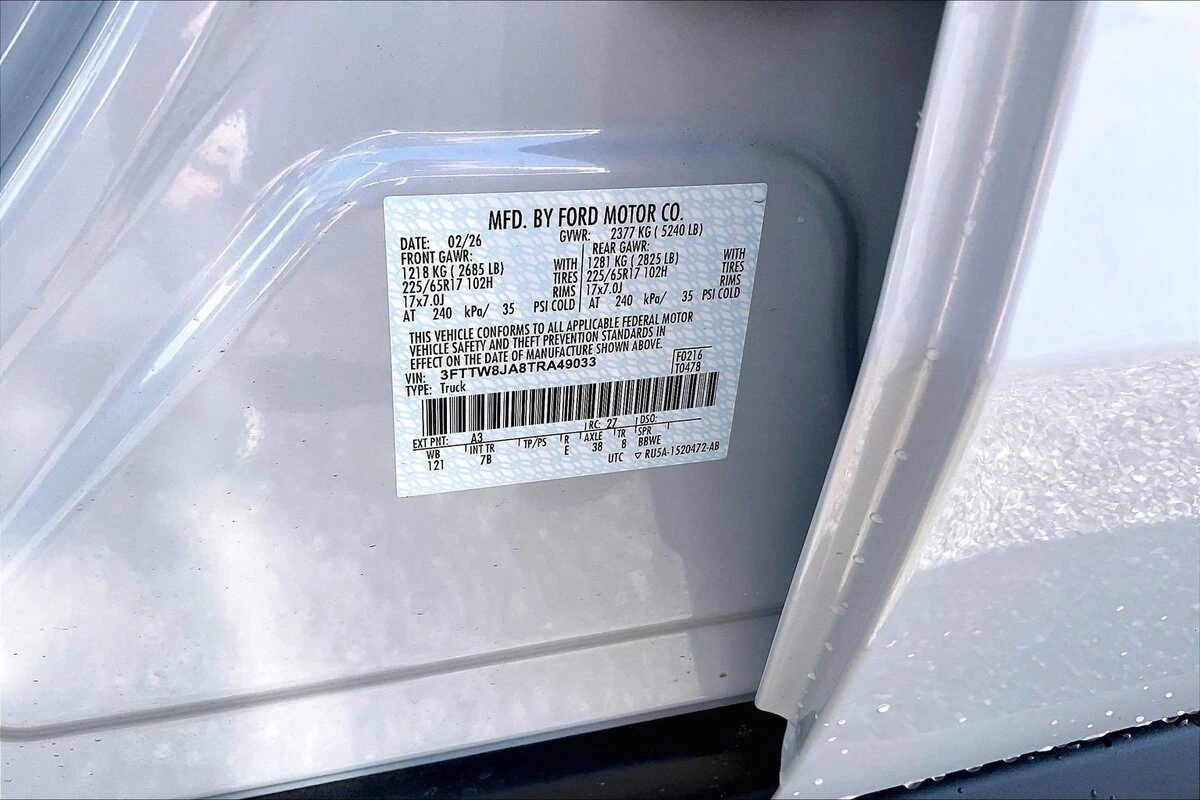 MFD. BY FORD MOTOR CO.
DATE: 02/26 GVWR: 2377 KG ( 5240 LB)
FRONT GAWR: REAR GAWR:
1218 KG ( 2685 LB) WITH 1281 KG ( 2825 LB) WITH
225/65R17 102H TIRES 225/65R17 102H TIRES
17x7.0J RIMS 17x7.0J RIMS
AT 240 kPa/ 35 PSI COLD AT 240 kPa/ 35 PSI COLD
THIS VEHICLE CONFORMS TO ALL APPLICABLE FEDERAL MOTOR
VEHICLE SAFETY AND THEFT PREVENTION STANDARDS IN
EFFECT ON THE DATE OF MANUFACTURE SHOWN ABOVE.
VIN: 3FTTW8JA8TRA49033 F0216
TYPE: Truck T0478
EXT PNT: A3 RC: 27 DSO:
WB INT TR TP/PS R AXLE TR SPR
121 7B E 38 8 BBWE
UTC ▽ RU5A-1520472-AB